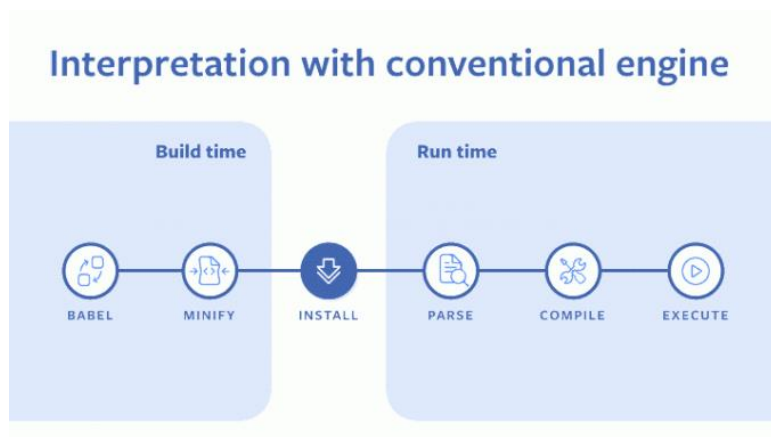 Interpretation with conventional engine
Build time
Run time
BABEL
MINIFY
INSTALL
PARSE
COMPILE
EXECUTE